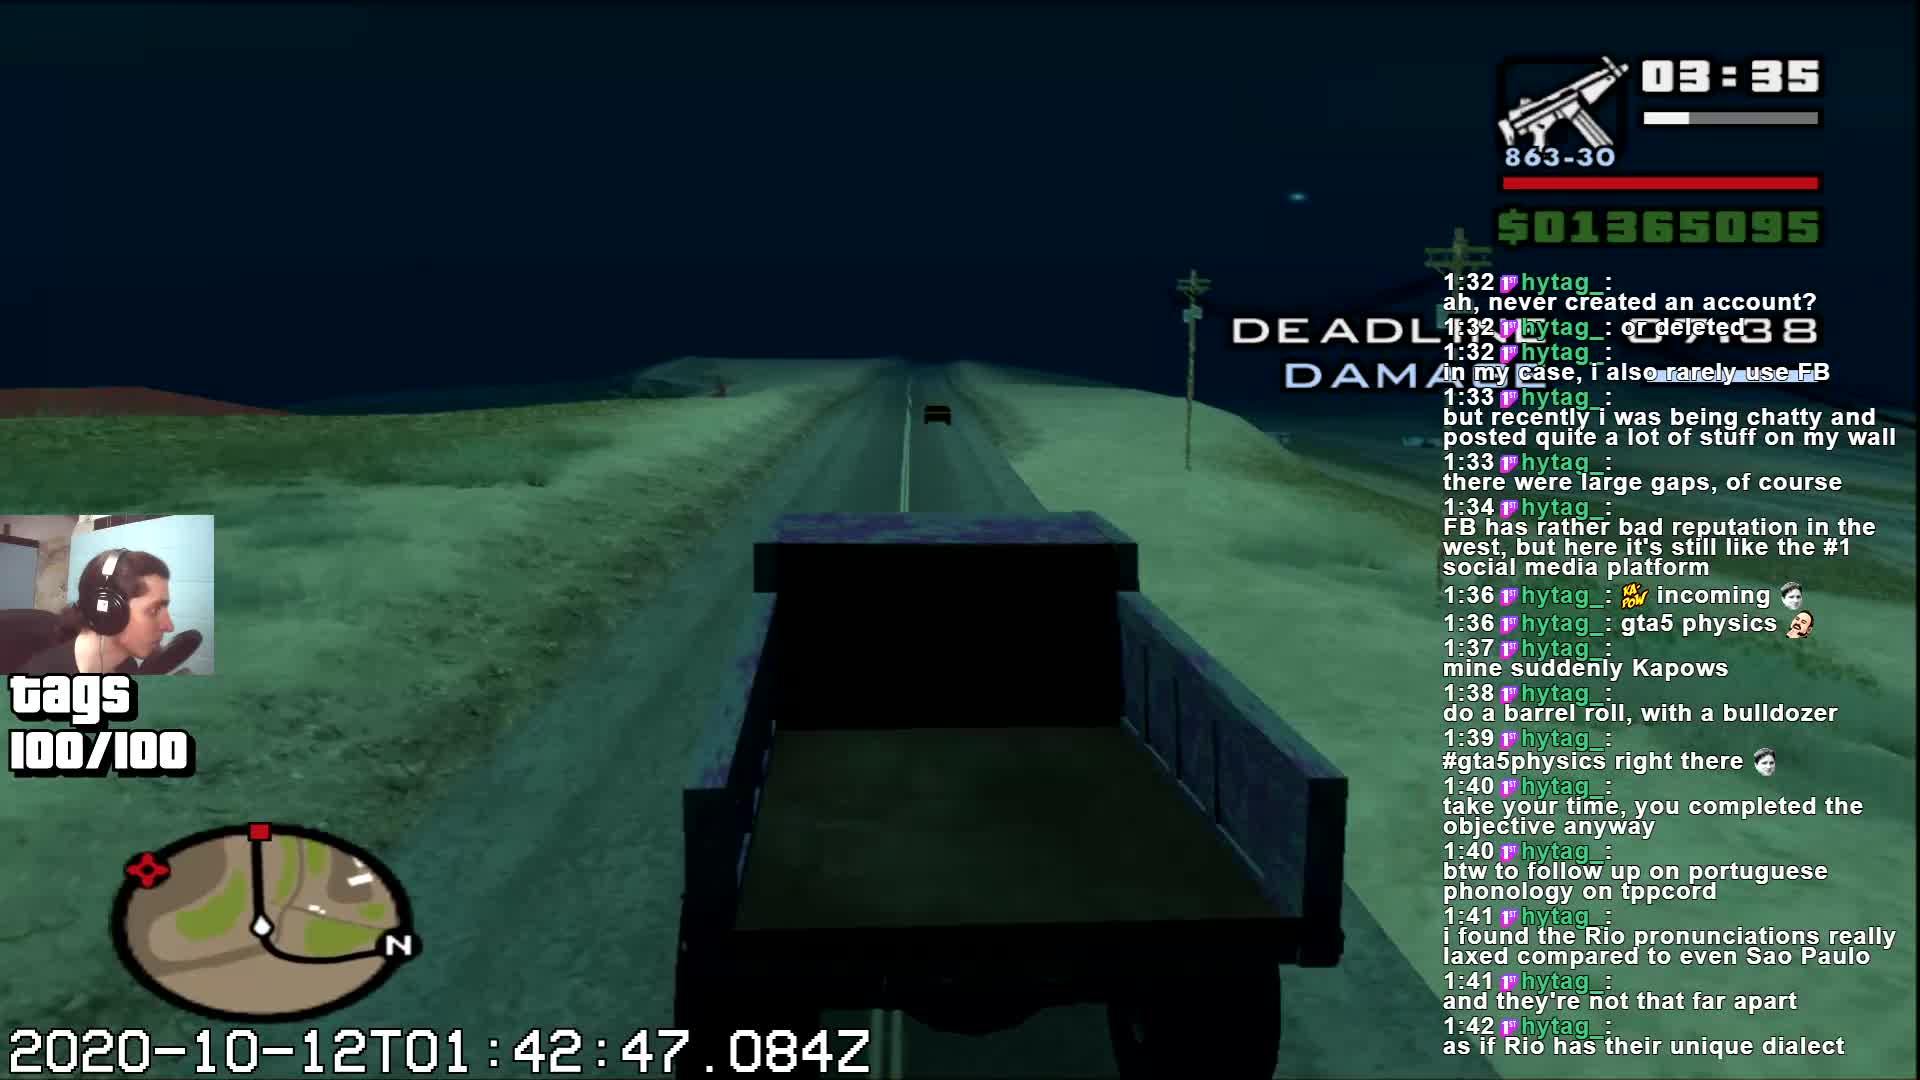 03:35
863-30
$01365095
DEADLINE 07:38
DAMAGE
1:32 hytag_:
ah, never created an account?
1:32 hytag_: or deleted
1:32 hytag_:
in my case, i also rarely use FB
1:33 hytag_:
but recently i was being chatty and
posted quite a lot of stuff on my wall
1:33 hytag_:
there were large gaps, of course
1:34 hytag_:
FB has rather bad reputation in the
west, but here it's still like the #1
social media platform
1:36 hytag_: KA-POW incoming
1:36 hytag_: gta5 physics
1:37 hytag_:
mine suddenly Kapows
1:38 hytag_:
do a barrel roll, with a bulldozer
1:39 hytag_:
#gta5physics right there
1:40 hytag_:
take your time, you completed the
objective anyway
1:40 hytag_:
btw to follow up on portuguese
phonology on tppcord
1:41 hytag_:
i found the Rio pronunciations really
laxed compared to even Sao Paulo
1:41 hytag_:
and they're not that far apart
1:42 hytag_:
as if Rio has their unique dialect
tags
100/100
N
2020-10-12T01:42:47.084Z